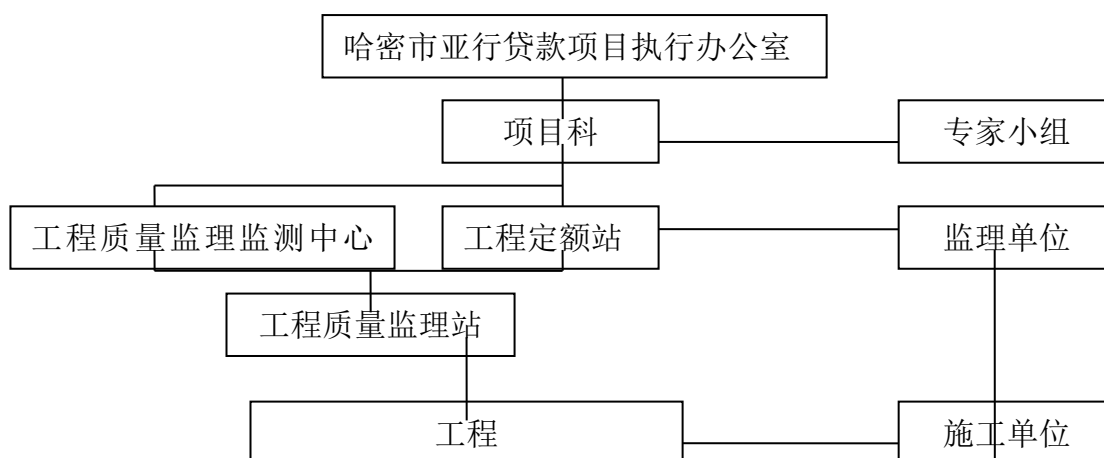 哈密市亚行贷款项目执行办公室
项目科
专家小组
工程质量监理监测中心
工程定额站
监理单位
工程质量监理站
工程
施工单位